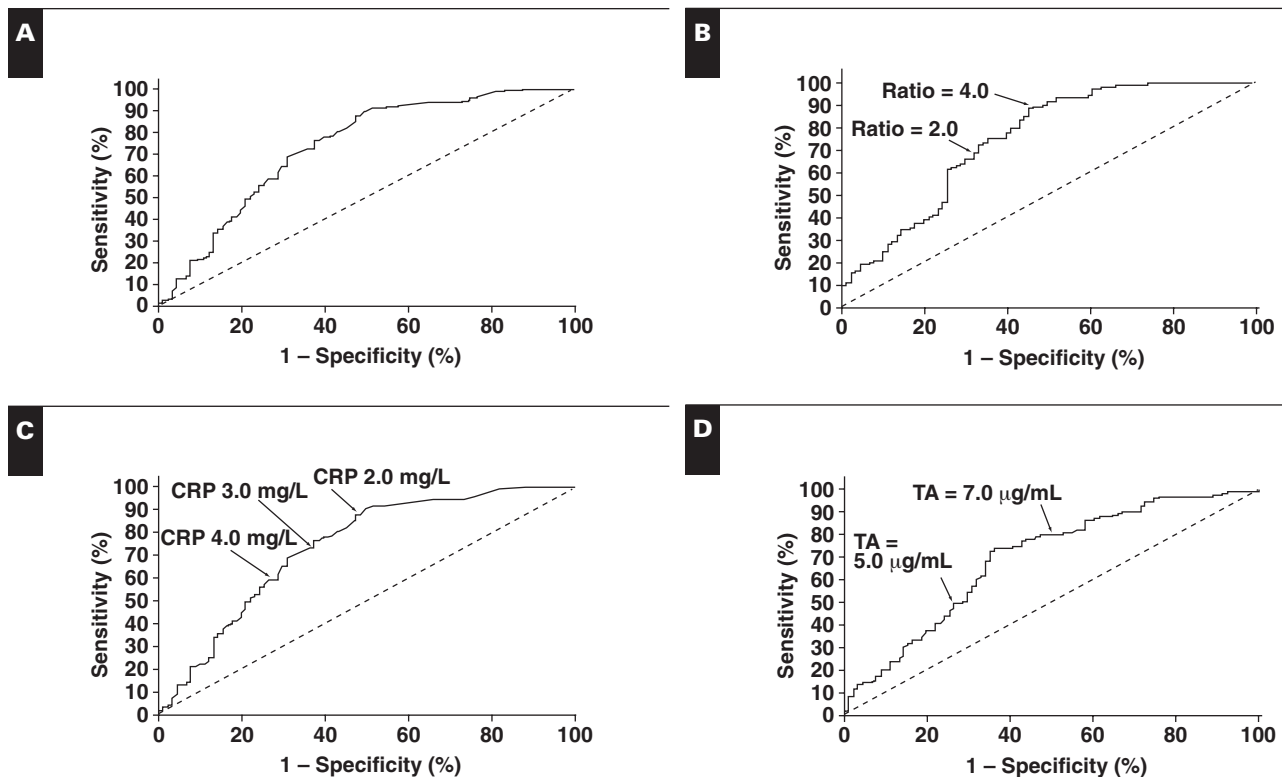 A
Sensitivity (%)
100
90
80
70
60
50
40
30
20
10
0
0 20 40 60 80 100
1 – Specificity (%)
B
Sensitivity (%)
100
90
80
70
60
50
40
30
20
10
0
Ratio = 4.0
Ratio = 2.0
0 20 40 60 80 100
1 – Specificity (%)
C
Sensitivity (%)
100
90
80
70
60
50
40
30
20
10
0
CRP 2.0 mg/L
CRP 3.0 mg/L
CRP 4.0 mg/L
0 20 40 60 80 100
1 – Specificity (%)
D
Sensitivity (%)
100
90
80
70
60
50
40
30
20
10
0
TA = 7.0 μg/mL
TA =
5.0 μg/mL
0 20 40 60 80 100
1 – Specificity (%)